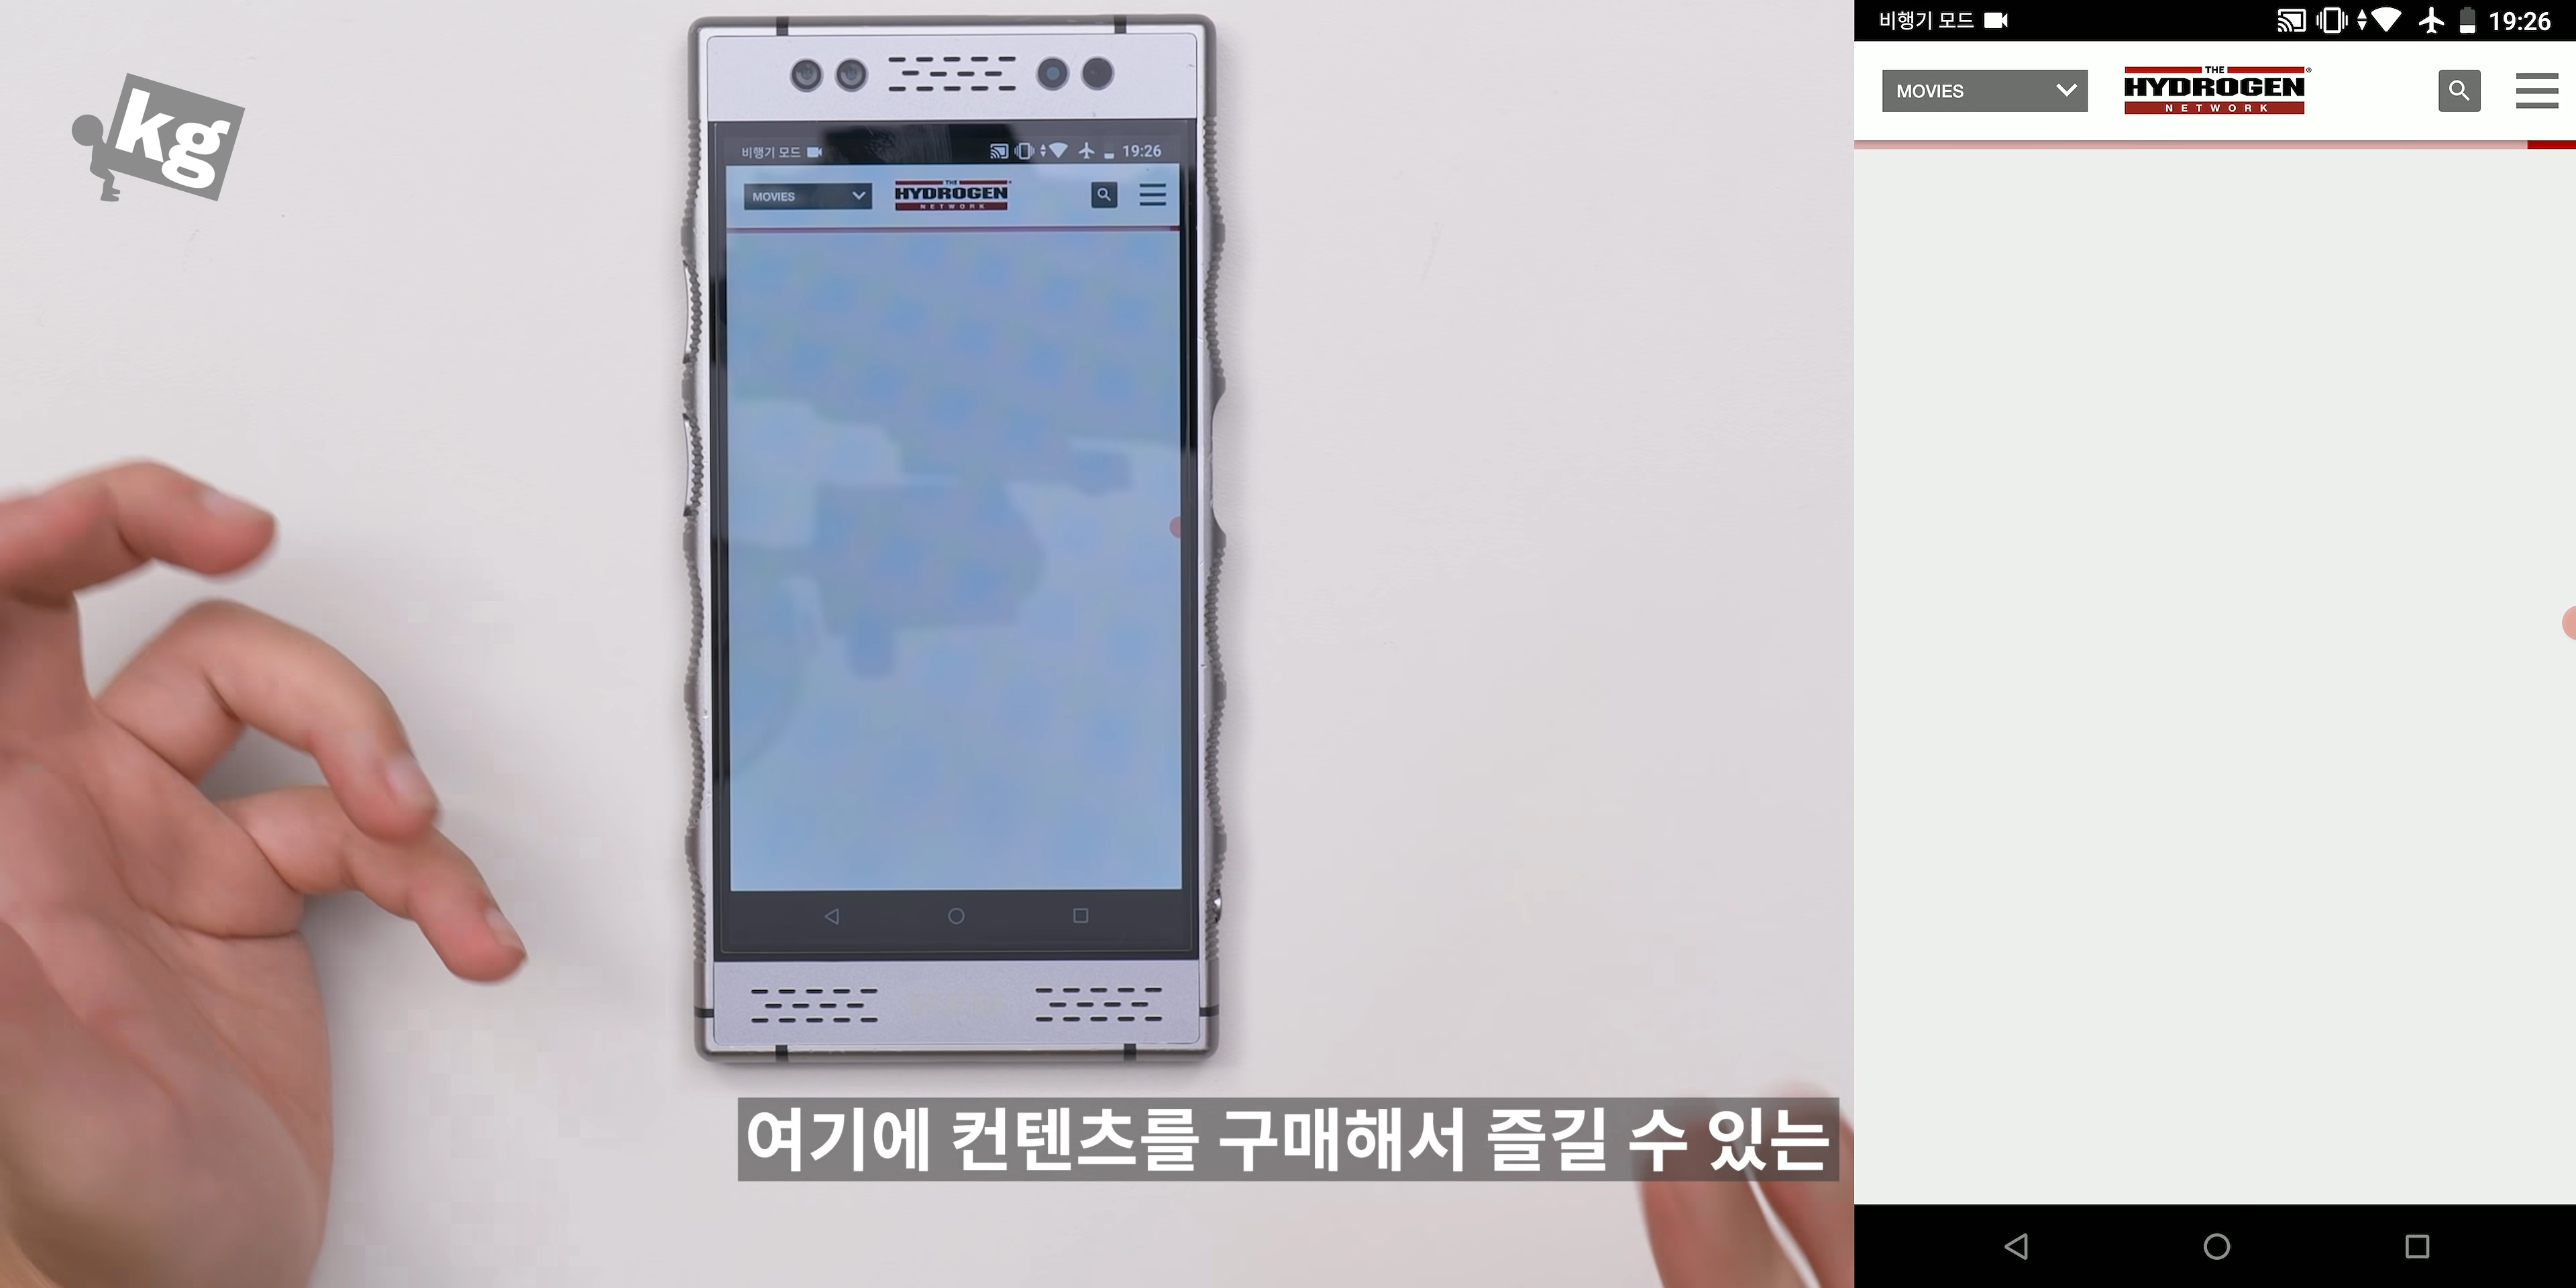 kg
비행기 모드
19:26
MOVIES
THE
HYDROGEN
NETWORK
여기에 컨텐츠를 구매해서 즐길 수 있는
비행기 모드
19:26
MOVIES
THE
HYDROGEN®
NETWORK